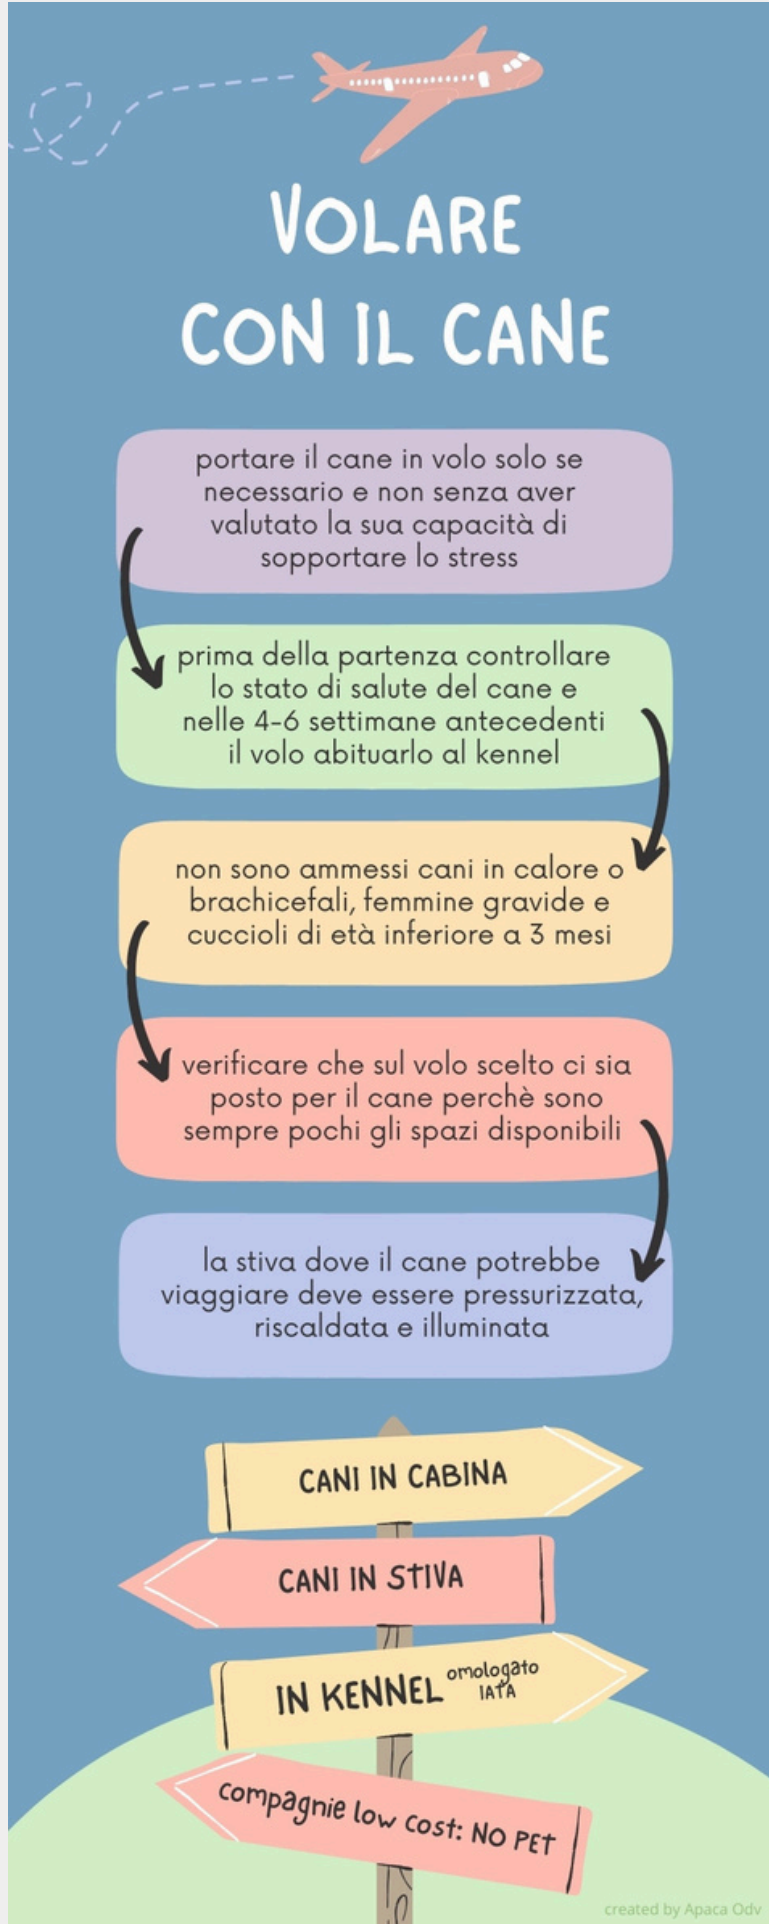 VOLARE
CON IL CANE
portare il cane in volo solo se
necessario e non senza aver
valutato la sua capacità di
sopportare lo stress
prima della partenza controllare
lo stato di salute del cane e
nelle 4-6 settimane antecedenti
il volo abituarlo al kennel
non sono ammessi cani in calore o
brachicefali, femmine gravide e
cuccioli di età inferiore a 3 mesi
verificare che sul volo scelto ci sia
posto per il cane perchè sono
sempre pochi gli spazi disponibili
la stiva dove il cane potrebbe
viaggiare deve essere pressurizzata,
riscaldata e illuminata
CANI IN CABINA
CANI IN STIVA
IN KENNEL omologato
IATA
compagnie low cost: NO PET
created by Apaca Odv